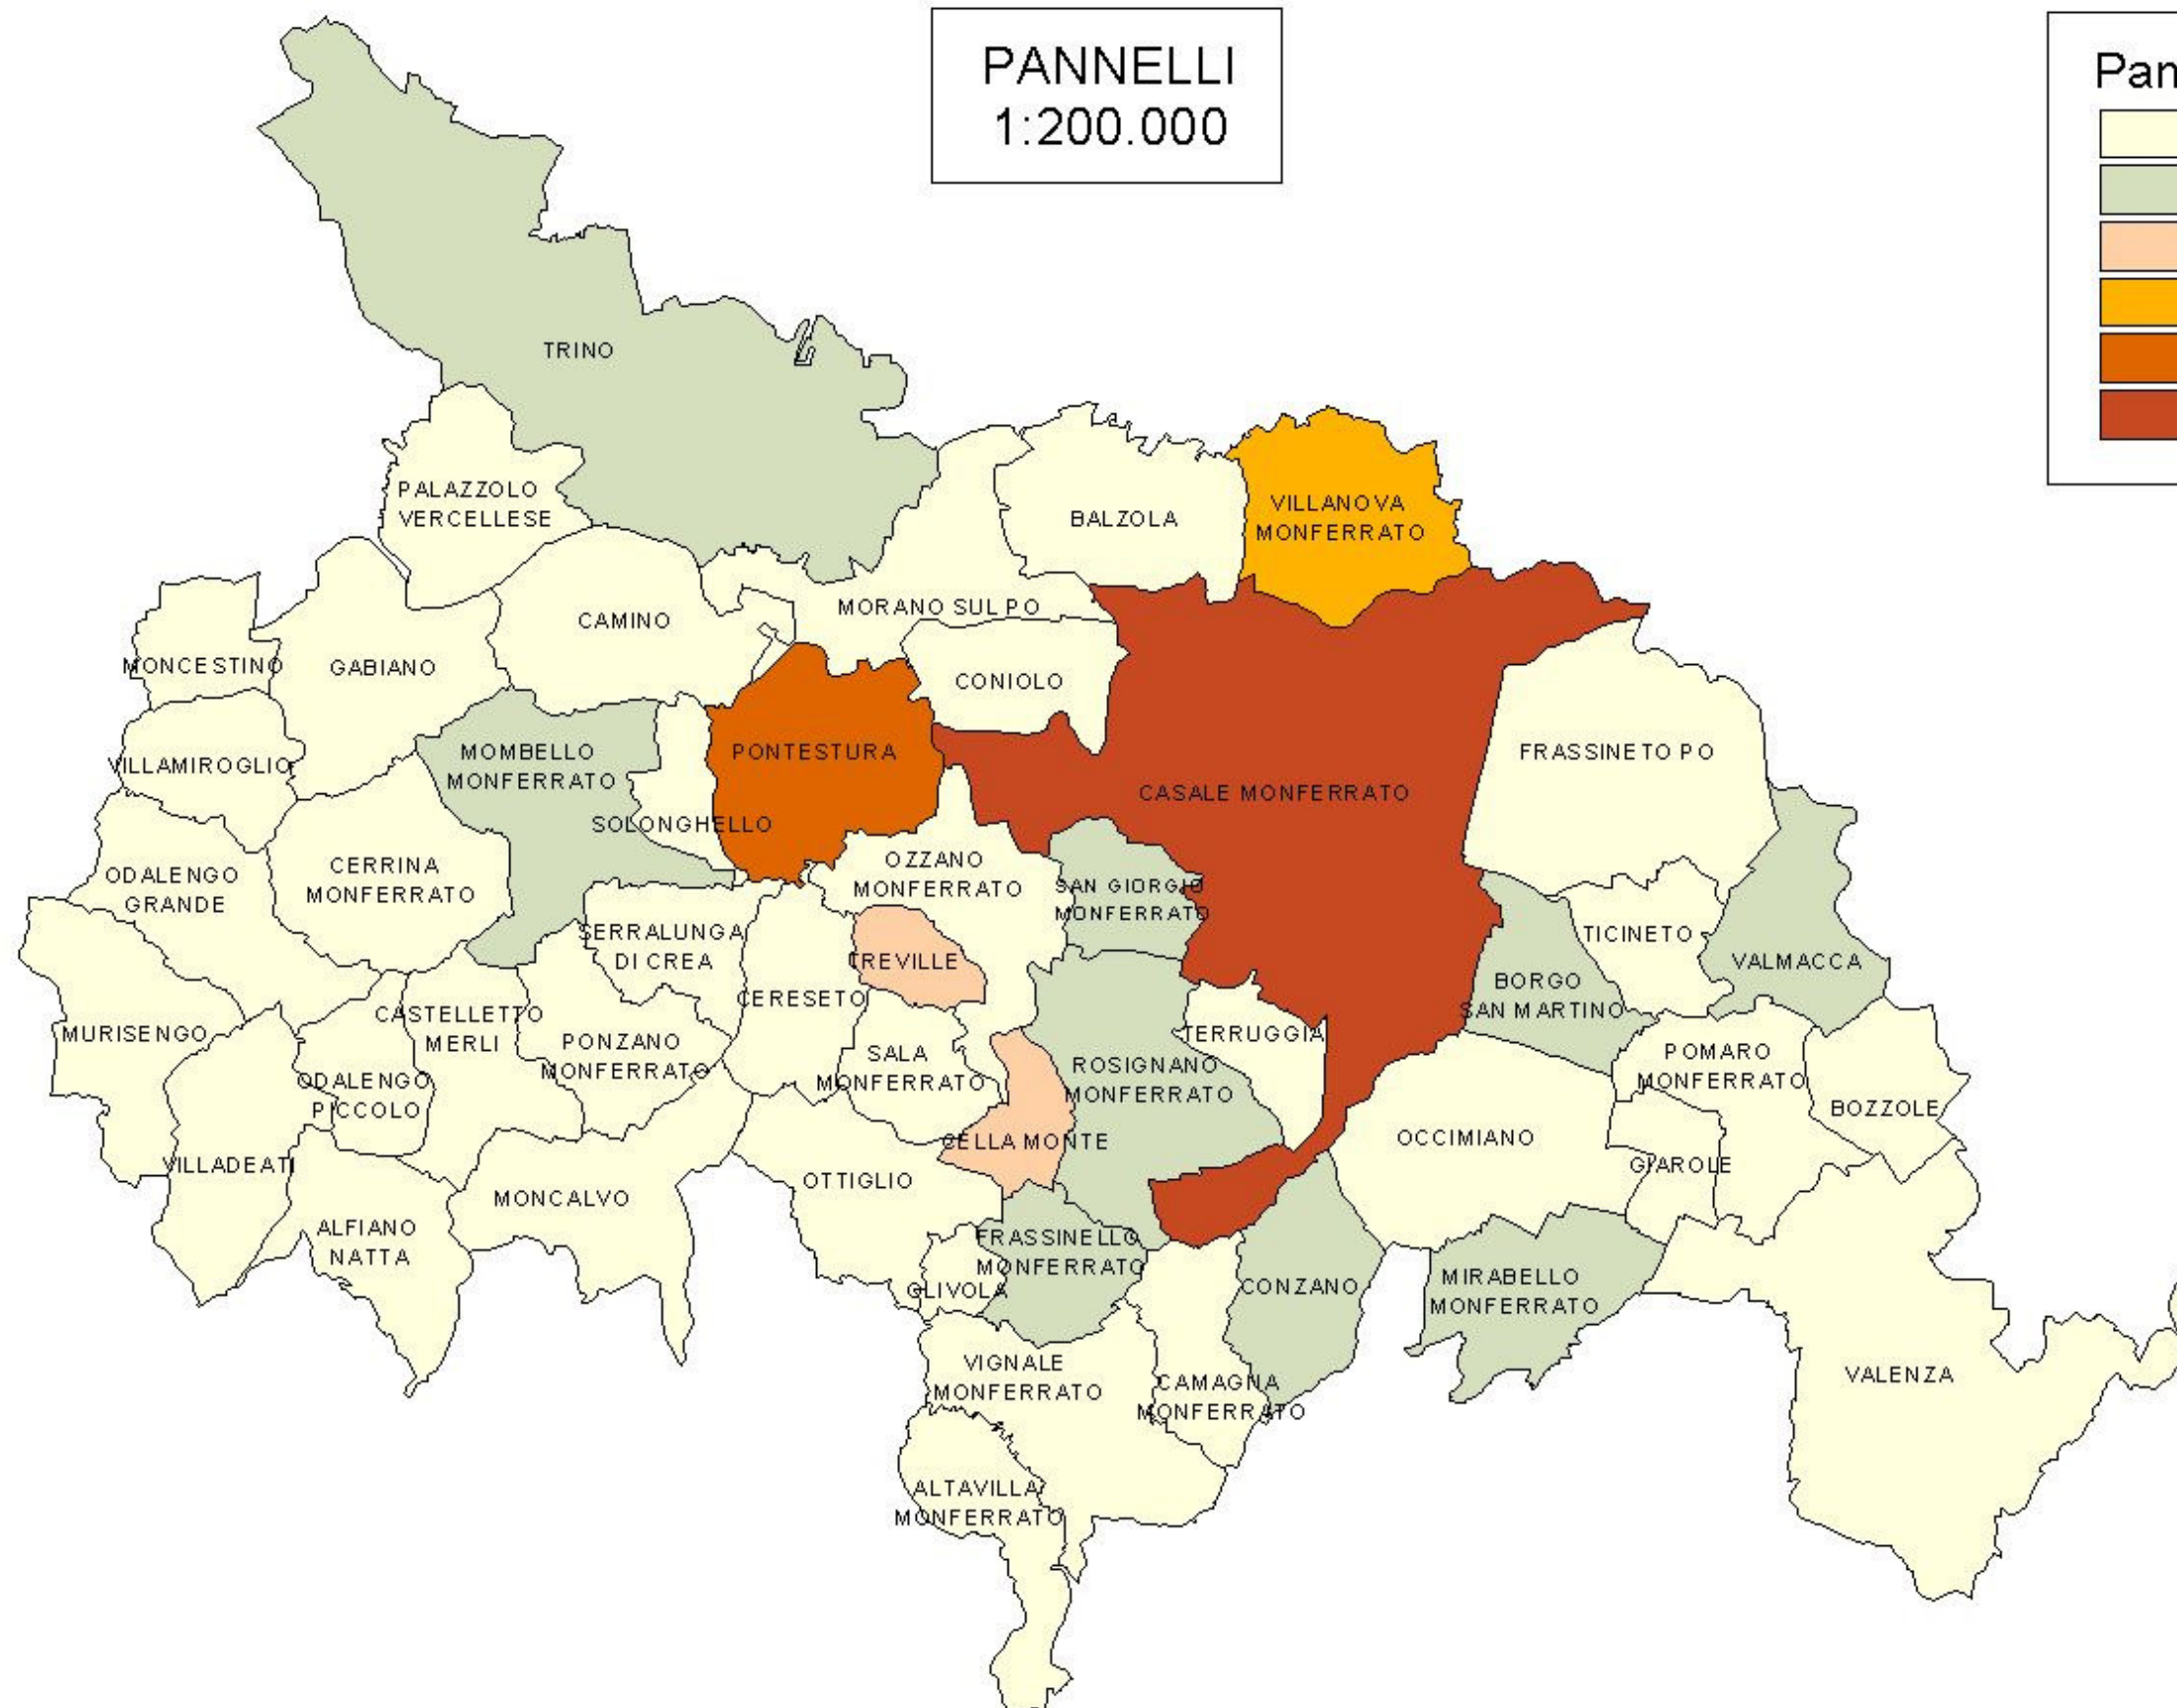 PANNELLI
1:200.000
Pan
TRINO
PALAZZOLO
VERCELLESE
BALZOLA
VILLANOVA
MONFERRATO
CAMINO
MORANO SUL PO
MONCESTINO
GABIANO
CONIOLO
VILLAMIROGLIO
MOMBELLO
MONFERRATO
PONTESTURA
FRASSINETO PO
CASALE MONFERRATO
SOLONGHELLO
ODALENGO
GRANDE
CERRINA
MONFERRATO
OZZANO
MONFERRATO
SAN GIORGIO
MONFERRATO
SERRALUNGA
DI CREA
TREVILLE
TICINETO
VALMACCA
BORGO
SAN MARTINO
CERESETO
MURISENGO
CASTELLETTO
MERLI
PONZANO
MONFERRATO
SALA
MONFERRATO
TERRUGGIA
ROSIGNANO
MONFERRATO
POMARO
MONFERRATO
ODALENGO
PICCOLO
BOZZOLE
CELLA MONTE
OCCIMIANO
VILLADEATI
GIAROLE
OTTIGLIO
MONCALVO
ALFIANO
NATTA
FRASSINELLO
MONFERRATO
OLIVOLA
CONZANO
MIRABELLO
MONFERRATO
VIGNALE
MONFERRATO
CAMAGNA
MONFERRATO
VALENZA
ALTAVILLA
MONFERRATO